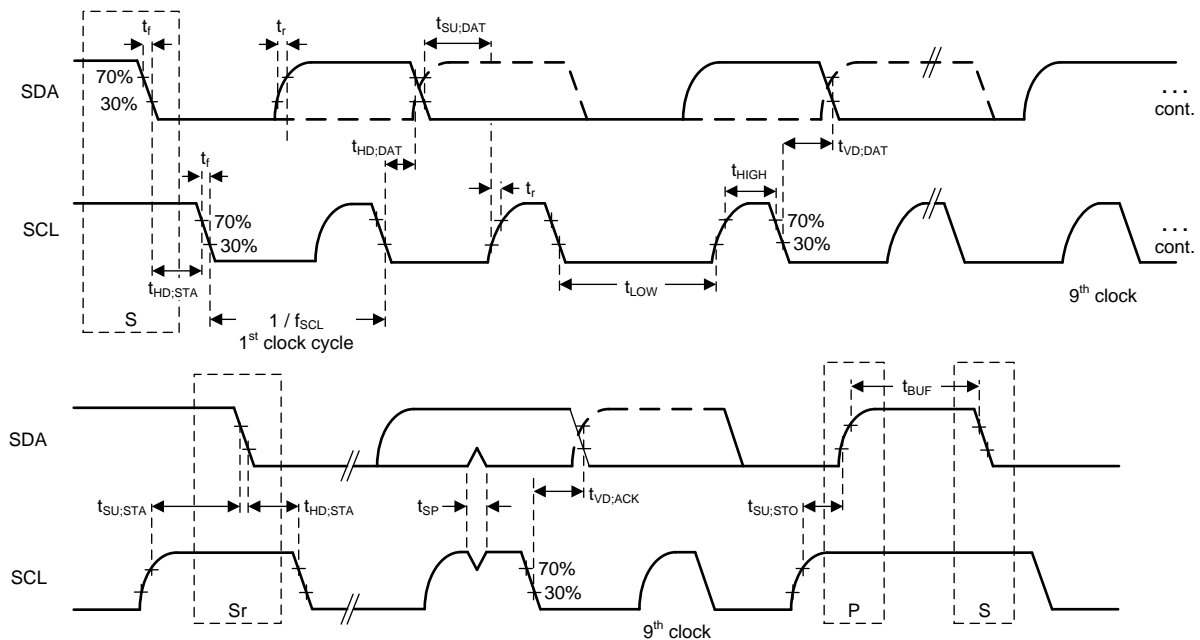 tf tr tSU;DAT
70%
SDA
30%
... cont.
tHD;DAT tVD;DAT
tf tr tHIGH
70% 70%
SCL
30% 30%
... cont.
tHD;STA tLOW
9th clock
S 1 / fSCL
1st clock cycle
tBUF
SDA
tSU;STA tHD;STA tSP tVD;ACK tSU;STO
70%
SCL
30%
Sr P S
9th clock